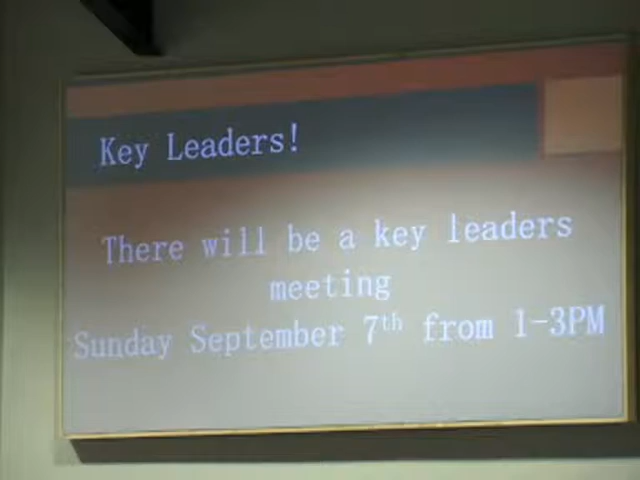 Key Leaders!
There will be a key leaders
meeting
Sunday September 7th from 1-3PM